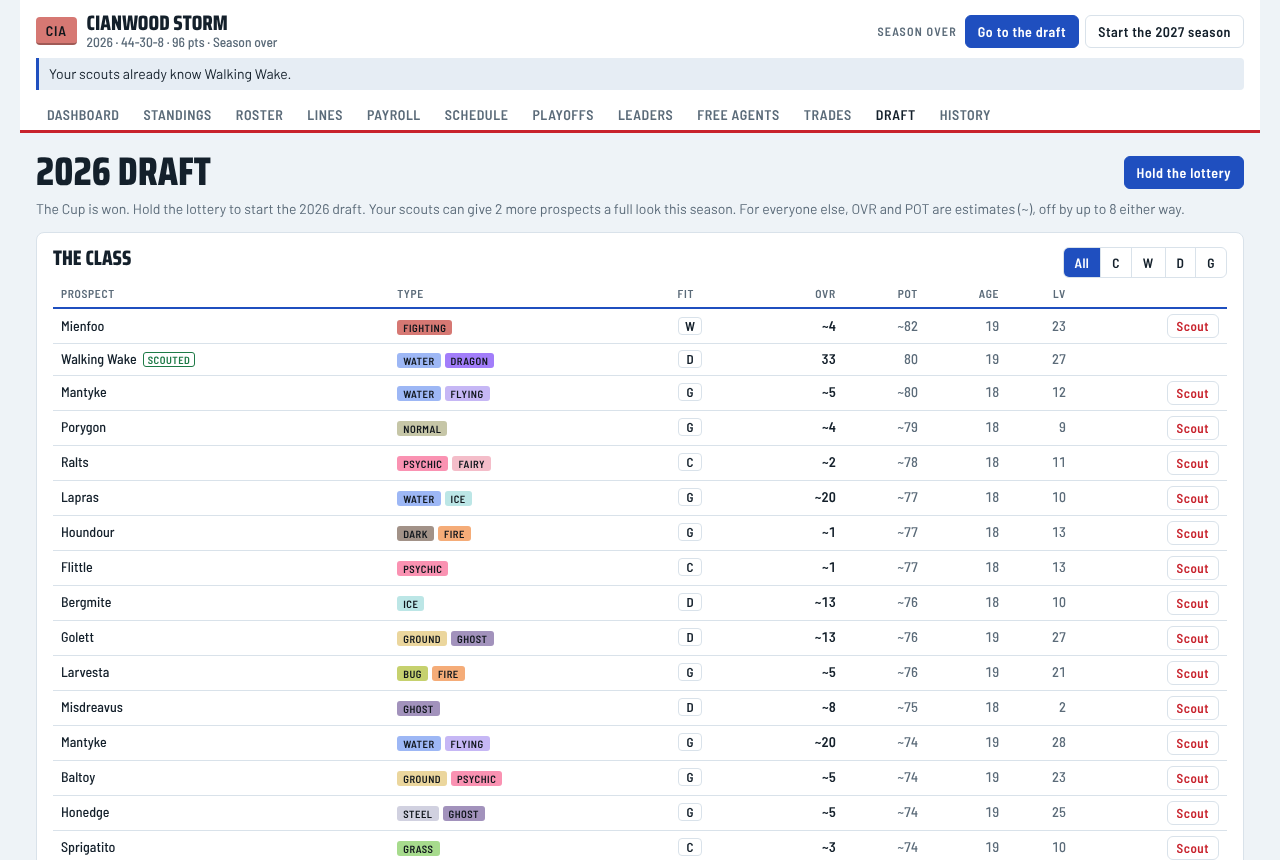 CIA
CIANWOOD STORM
2026 · 44-30-8 · 96 pts · Season over
SEASON OVER
Go to the draft
Start the 2027 season
Your scouts already know Walking Wake.
DASHBOARD STANDINGS ROSTER LINES PAYROLL SCHEDULE PLAYOFFS LEADERS FREE AGENTS TRADES DRAFT HISTORY
2026 DRAFT
Hold the lottery
The Cup is won. Hold the lottery to start the 2026 draft. Your scouts can give 2 more prospects a full look this season. For everyone else, OVR and POT are estimates (~), off by up to 8 either way.
THE CLASS
All C W D G
PROSPECT TYPE FIT OVR POT AGE LV
Mienfoo FIGHTING W ~4 ~82 19 23 Scout
Walking Wake SCOUTED WATER DRAGON D 33 80 19 27
Mantyke WATER FLYING G ~5 ~80 18 12 Scout
Porygon NORMAL G ~4 ~79 18 9 Scout
Ralts PSYCHIC FAIRY C ~2 ~78 18 11 Scout
Lapras WATER ICE G ~20 ~77 18 10 Scout
Houndour DARK FIRE G ~1 ~77 18 13 Scout
Flittle PSYCHIC C ~1 ~77 18 13 Scout
Bergmite ICE D ~13 ~76 18 10 Scout
Golett GROUND GHOST D ~13 ~76 19 27 Scout
Larvesta BUG FIRE G ~5 ~76 19 21 Scout
Misdreavus GHOST D ~8 ~75 18 2 Scout
Mantyke WATER FLYING G ~20 ~74 19 28 Scout
Baltoy GROUND PSYCHIC G ~5 ~74 19 23 Scout
Honedge STEEL GHOST G ~5 ~74 19 25 Scout
Sprigatito GRASS C ~3 ~74 19 10 Scout